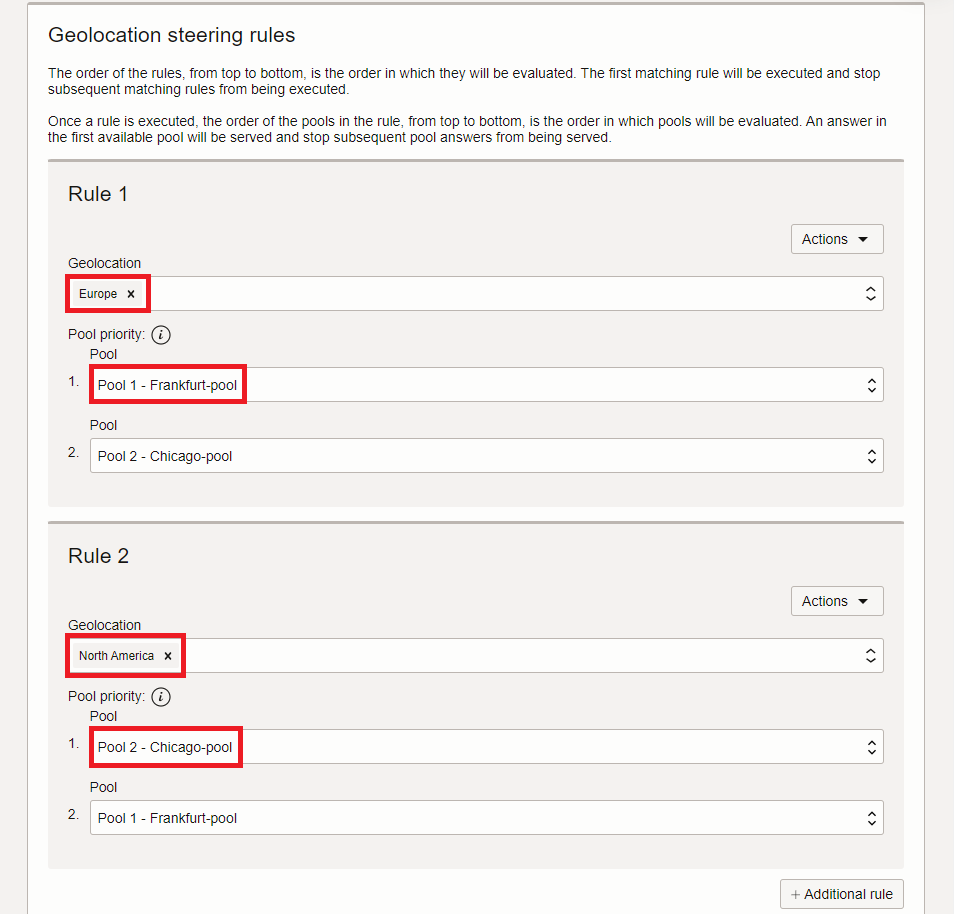 Geolocation steering rules
The order of the rules, from top to bottom, is the order in which they will be evaluated. The first matching rule will be executed and stop
subsequent matching rules from being executed.
Once a rule is executed, the order of the pools in the rule, from top to bottom, is the order in which pools will be evaluated. An answer in
the first available pool will be served and stop subsequent pool answers from being served.
Rule 1
Actions
Geolocation
Europe ×
Pool priority: i
Pool
1. Pool 1 - Frankfurt-pool
Pool
2. Pool 2 - Chicago-pool
Rule 2
Actions
Geolocation
North America ×
Pool priority: i
Pool
1. Pool 2 - Chicago-pool
Pool
2. Pool 1 - Frankfurt-pool
+ Additional rule